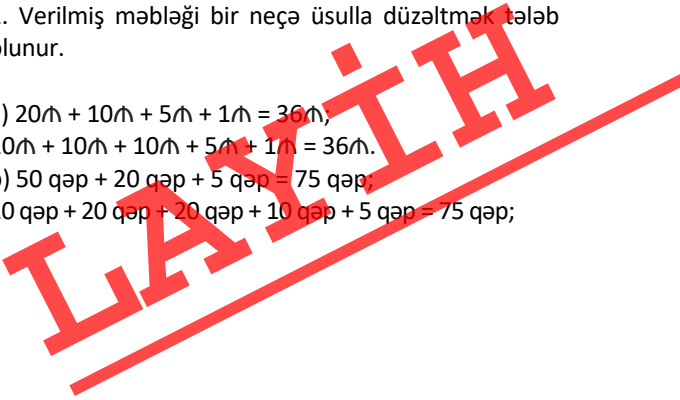 . Verilmiş məbləği bir neçə üsulla düzəltmək tələb
olunur.
) 20₼ + 10₼ + 5₼ + 1₼ = 36₼;
10₼ + 10₼ + 10₼ + 5₼ + 1₼ = 36₼.
) 50 qəp + 20 qəp + 5 qəp = 75 qəp;
20 qəp + 20 qəp + 20 qəp + 10 qəp + 5 qəp = 75 qəp;
LAYİH